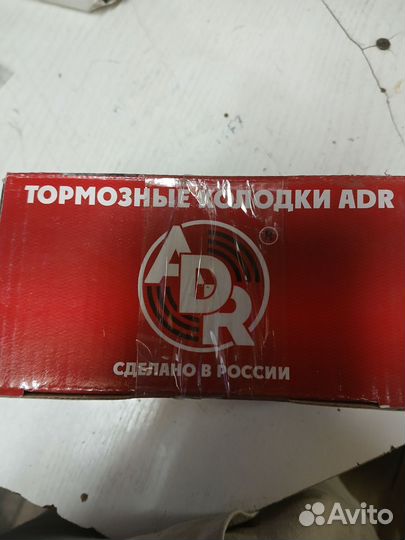 ТОРМОЗНЫЕ КОЛОДКИ ADR
ADR
СДЕЛАНО В РОССИИ
Avito